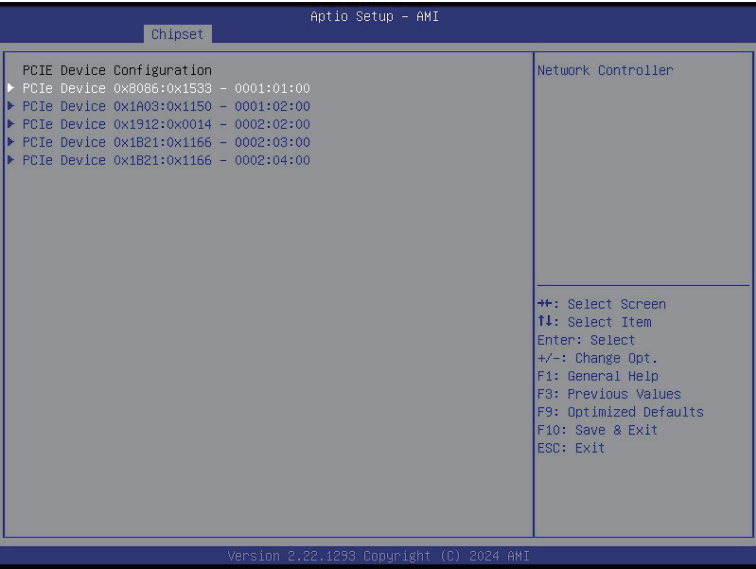 Aptio Setup – AMI
Chipset
PCIE Device Configuration
PCIe Device 0x8086:0x1533 – 0001:01:00
PCIe Device 0x1A03:0x1150 – 0001:02:00
PCIe Device 0x1912:0x0014 – 0002:02:00
PCIe Device 0x1B21:0x1166 – 0002:03:00
PCIe Device 0x1B21:0x1166 – 0002:04:00
Network Controller
→←: Select Screen
↑↓: Select Item
Enter: Select
+/–: Change Opt.
F1: General Help
F3: Previous Values
F9: Optimized Defaults
F10: Save & Exit
ESC: Exit
Version 2.22.1293 Copyright (C) 2024 AMI